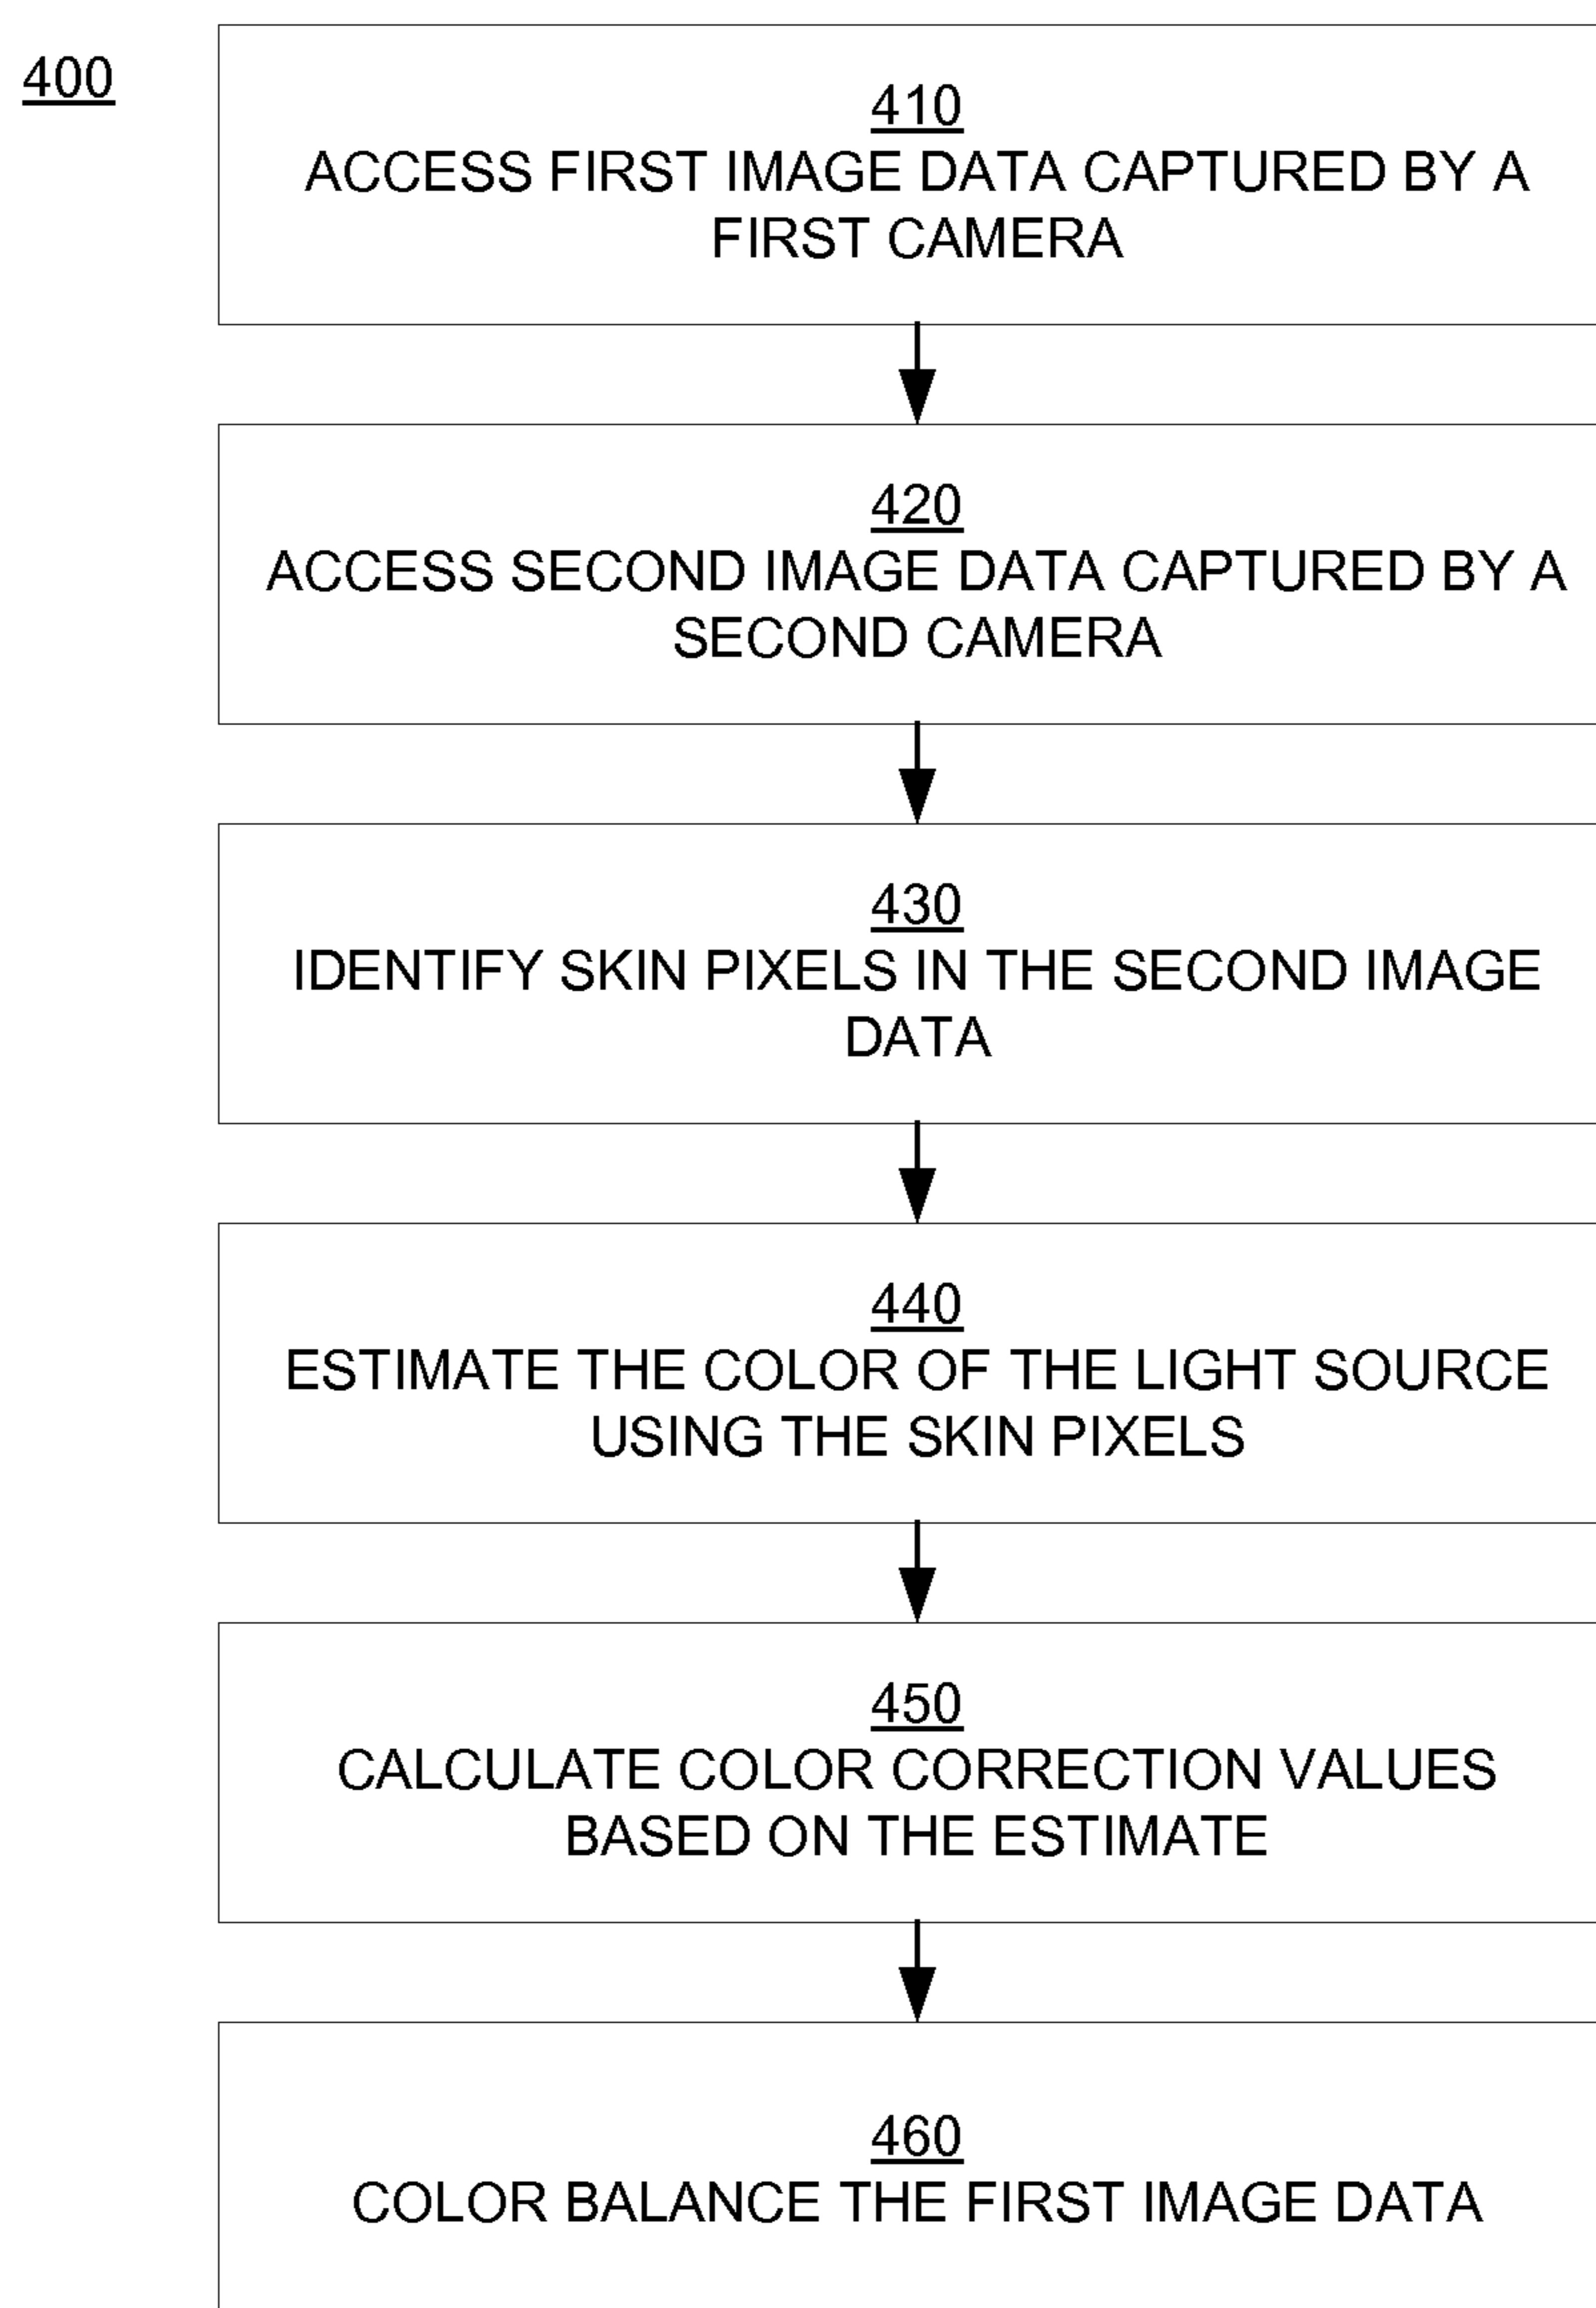 400
410
ACCESS FIRST IMAGE DATA CAPTURED BY A
FIRST CAMERA
420
ACCESS SECOND IMAGE DATA CAPTURED BY A
SECOND CAMERA
430
IDENTIFY SKIN PIXELS IN THE SECOND IMAGE
DATA
440
ESTIMATE THE COLOR OF THE LIGHT SOURCE
USING THE SKIN PIXELS
450
CALCULATE COLOR CORRECTION VALUES
BASED ON THE ESTIMATE
460
COLOR BALANCE THE FIRST IMAGE DATA